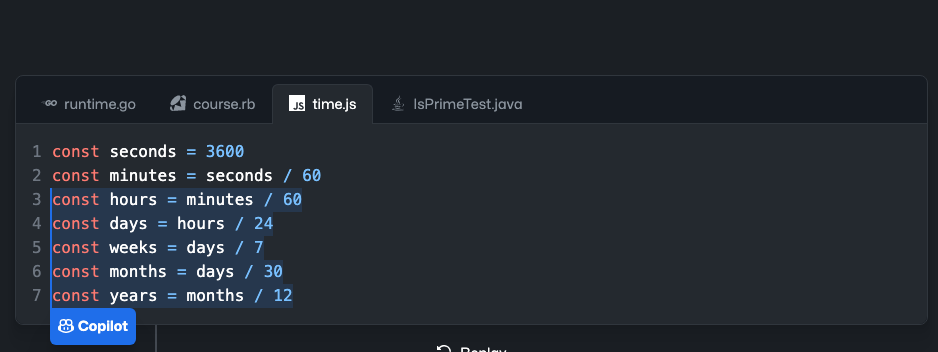 runtime.go course.rb JS time.js IsPrimeTest.java
1 const seconds = 3600
2 const minutes = seconds / 60
3 const hours = minutes / 60
4 const days = hours / 24
5 const weeks = days / 7
6 const months = days / 30
7 const years = months / 12
Copilot
Replay